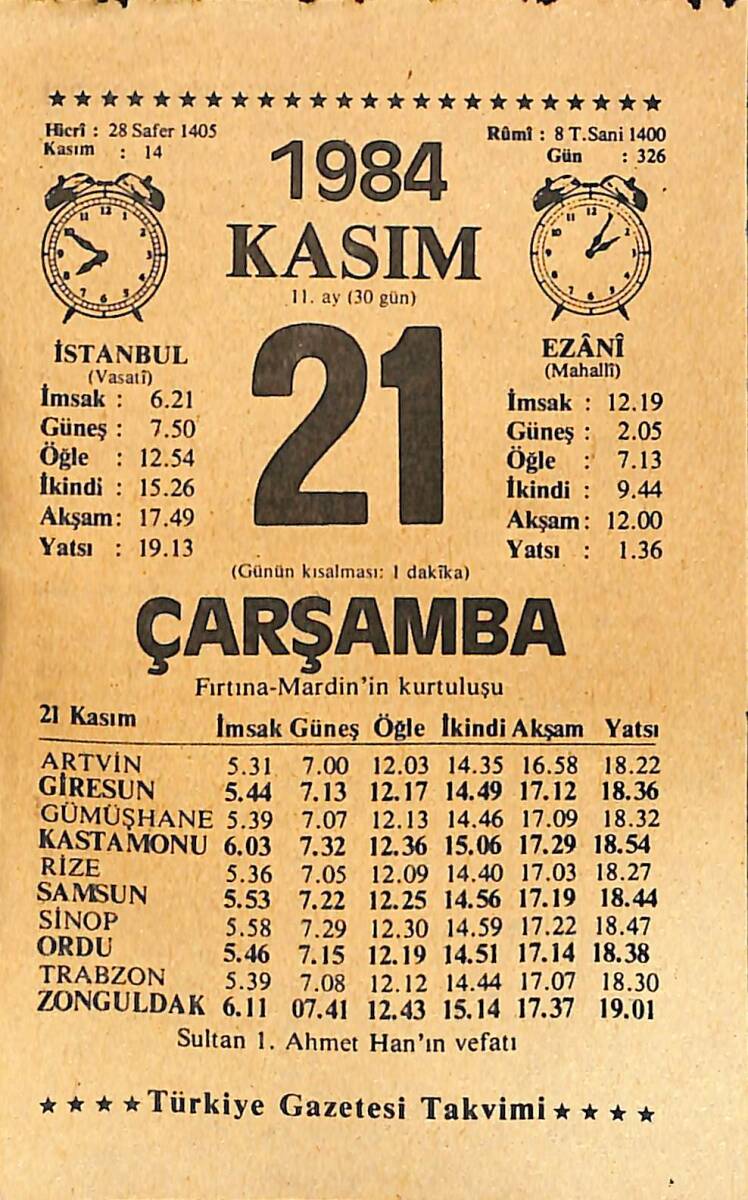 Hicrî : 28 Safer 1405
Kasım : 14
Rûmî : 8 T.Sani 1400
Gün : 326
1984
KASIM
11. ay (30 gün)
21
İSTANBUL
(Vasatî)
İmsak : 6.21
Güneş : 7.50
Öğle : 12.54
İkindi : 15.26
Akşam : 17.49
Yatsı : 19.13
EZÂNÎ
(Mahallî)
İmsak : 12.19
Güneş : 2.05
Öğle : 7.13
İkindi : 9.44
Akşam : 12.00
Yatsı : 1.36
(Günün kısalması: 1 dakîka)
ÇARŞAMBA
Fırtına-Mardin'in kurtuluşu
21 Kasım İmsak Güneş Öğle İkindi Akşam Yatsı
ARTVİN 5.31 7.00 12.03 14.35 16.58 18.22
GİRESUN 5.44 7.13 12.17 14.49 17.12 18.36
GÜMÜŞHANE 5.39 7.07 12.13 14.46 17.09 18.32
KASTAMONU 6.03 7.32 12.36 15.06 17.29 18.54
RİZE 5.36 7.05 12.09 14.40 17.03 18.27
SAMSUN 5.53 7.22 12.25 14.56 17.19 18.44
SİNOP 5.58 7.29 12.30 14.59 17.22 18.47
ORDU 5.46 7.15 12.19 14.51 17.14 18.38
TRABZON 5.39 7.08 12.12 14.44 17.07 18.30
ZONGULDAK 6.11 07.41 12.43 15.14 17.37 19.01
Sultan 1. Ahmet Han'ın vefatı
Türkiye Gazetesi Takvimi